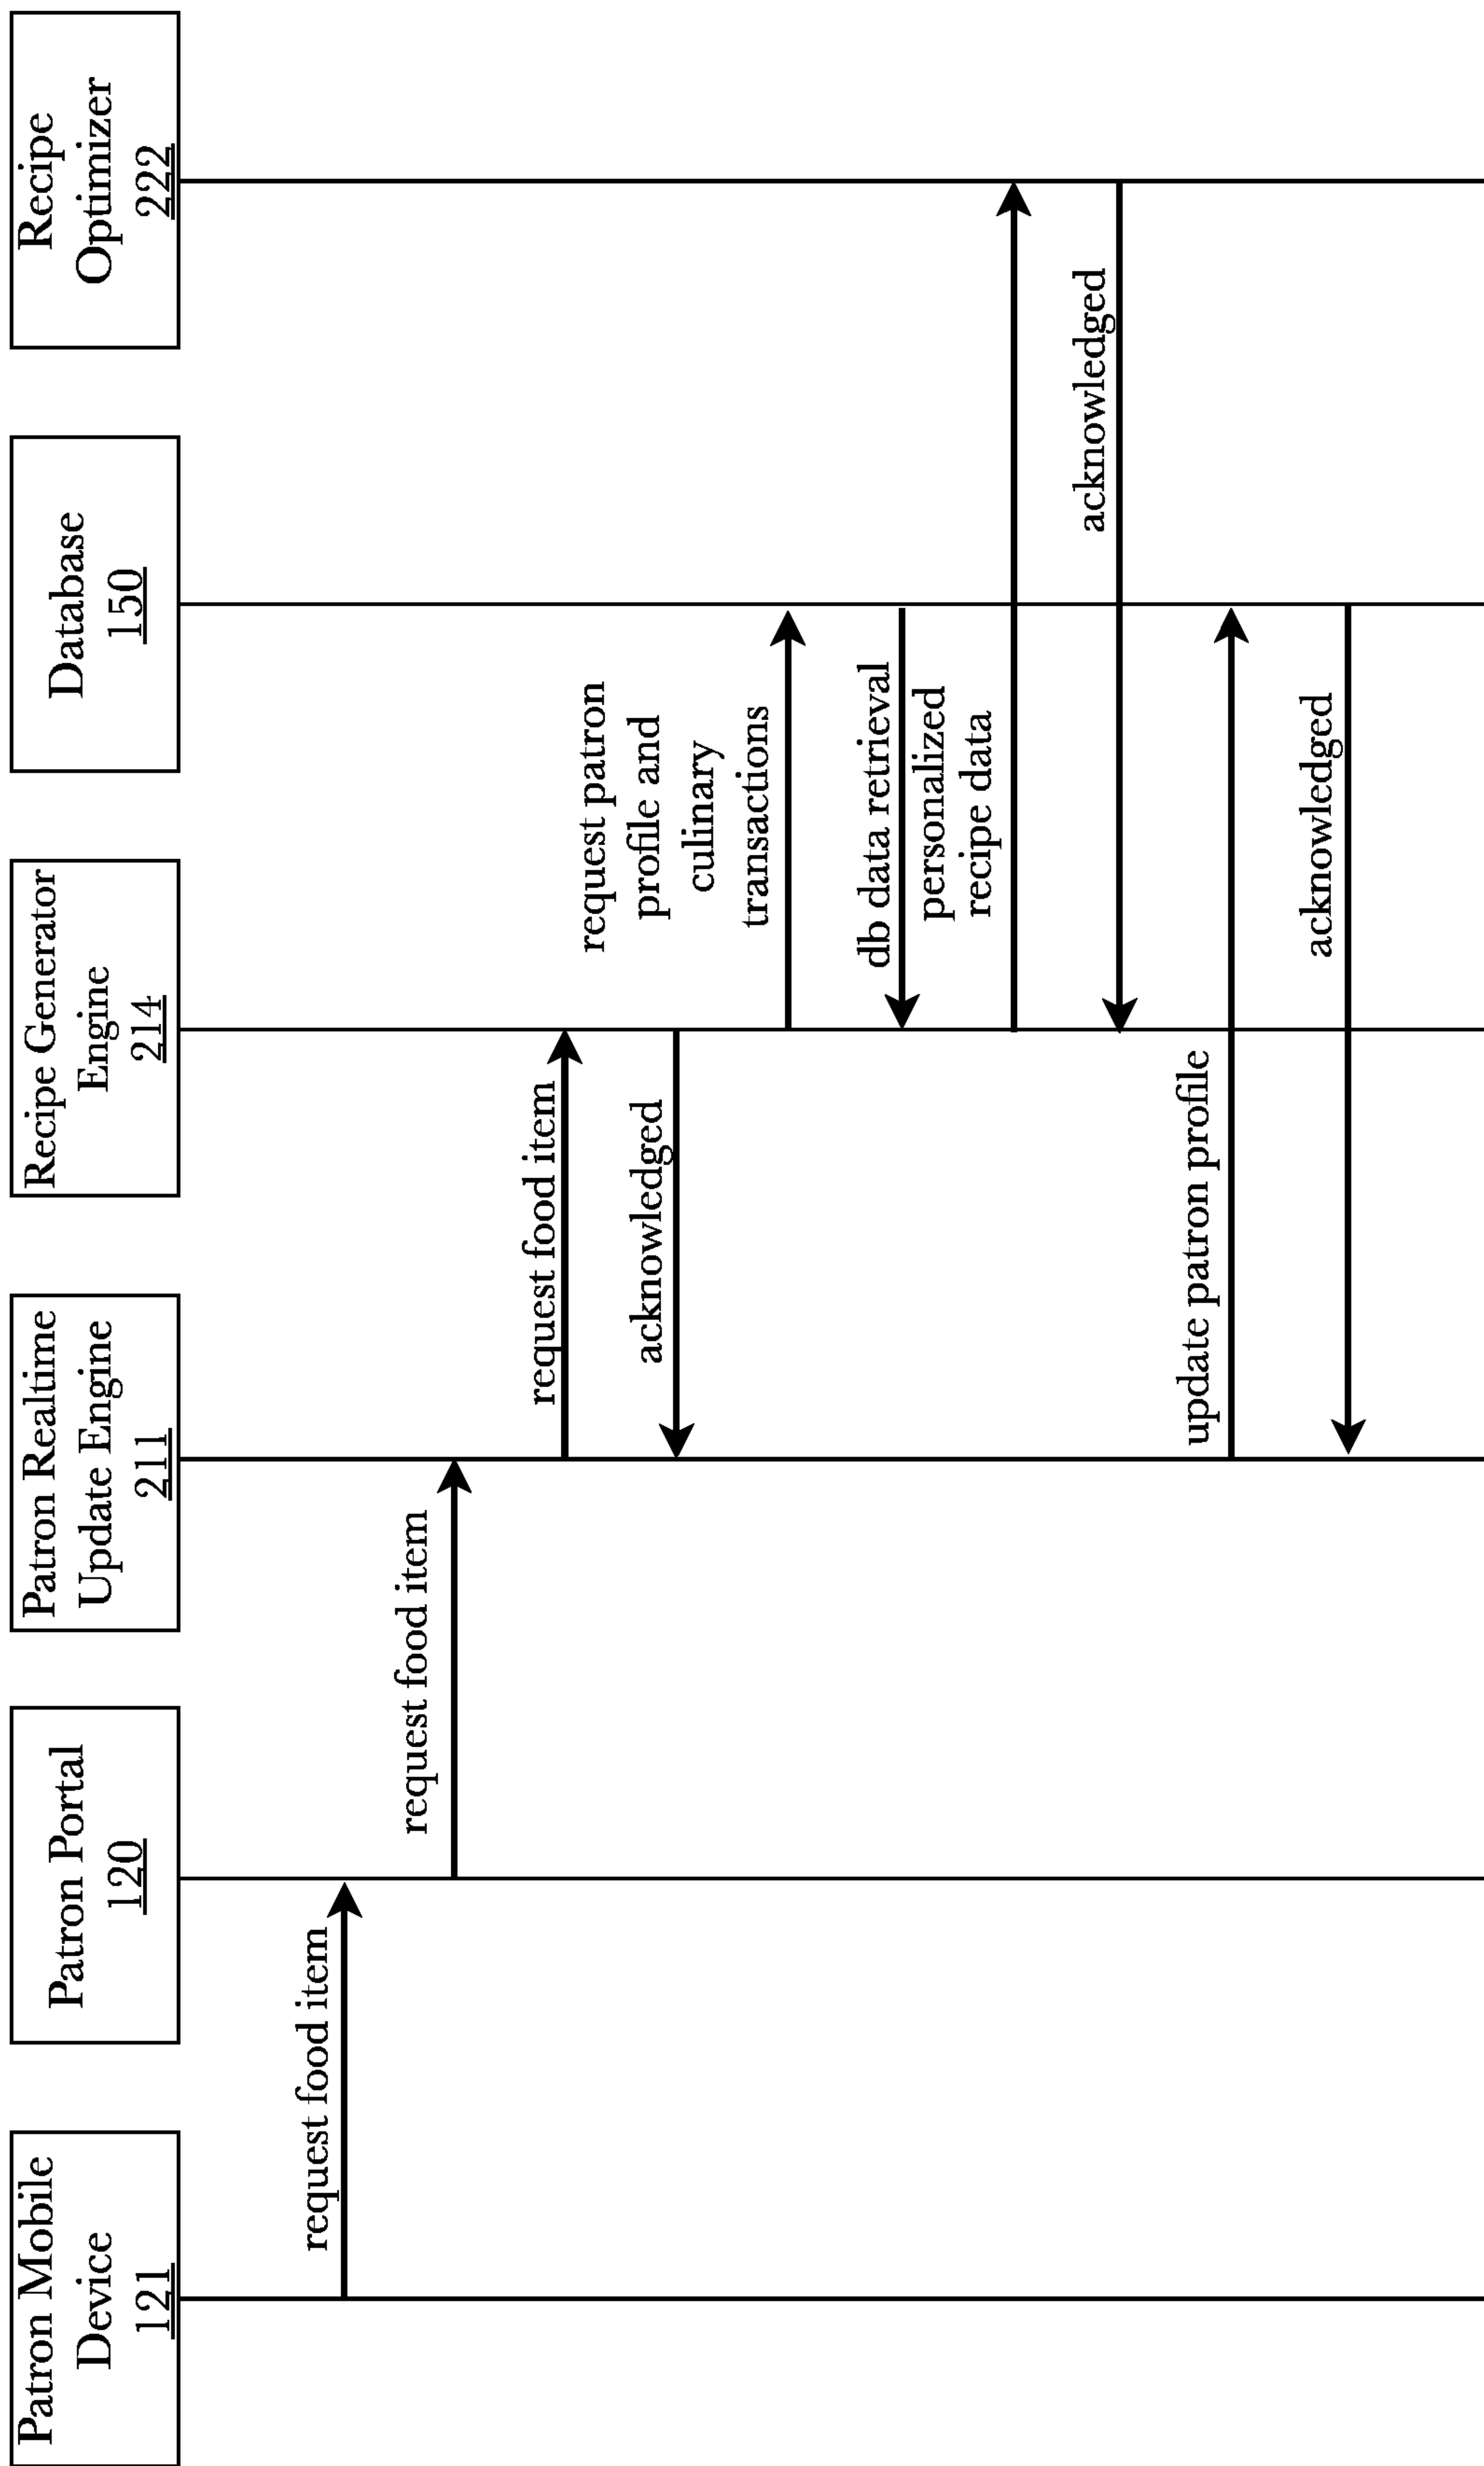 Patron Mobile
Device
121
Patron Portal
120
Patron Realtime
Update Engine
211
Recipe Generator
Engine
214
Database
150
Recipe
Optimizer
222
request food item
request food item
request food item
acknowledged
request patron
profile and
culinary
transactions
db data retrieval
personalized
recipe data
acknowledged
update patron profile
acknowledged